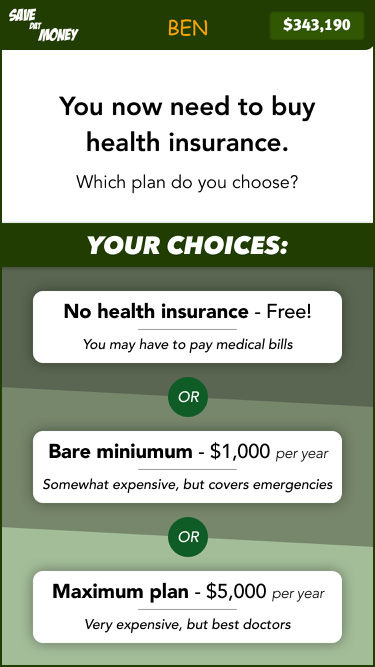 SAVE
DAT
MONEY
BEN
$343,190
You now need to buy
health insurance.
Which plan do you choose?
YOUR CHOICES:
No health insurance - Free!
You may have to pay medical bills
OR
Bare miniumum - $1,000 per year
Somewhat expensive, but covers emergencies
OR
Maximum plan - $5,000 per year
Very expensive, but best doctors